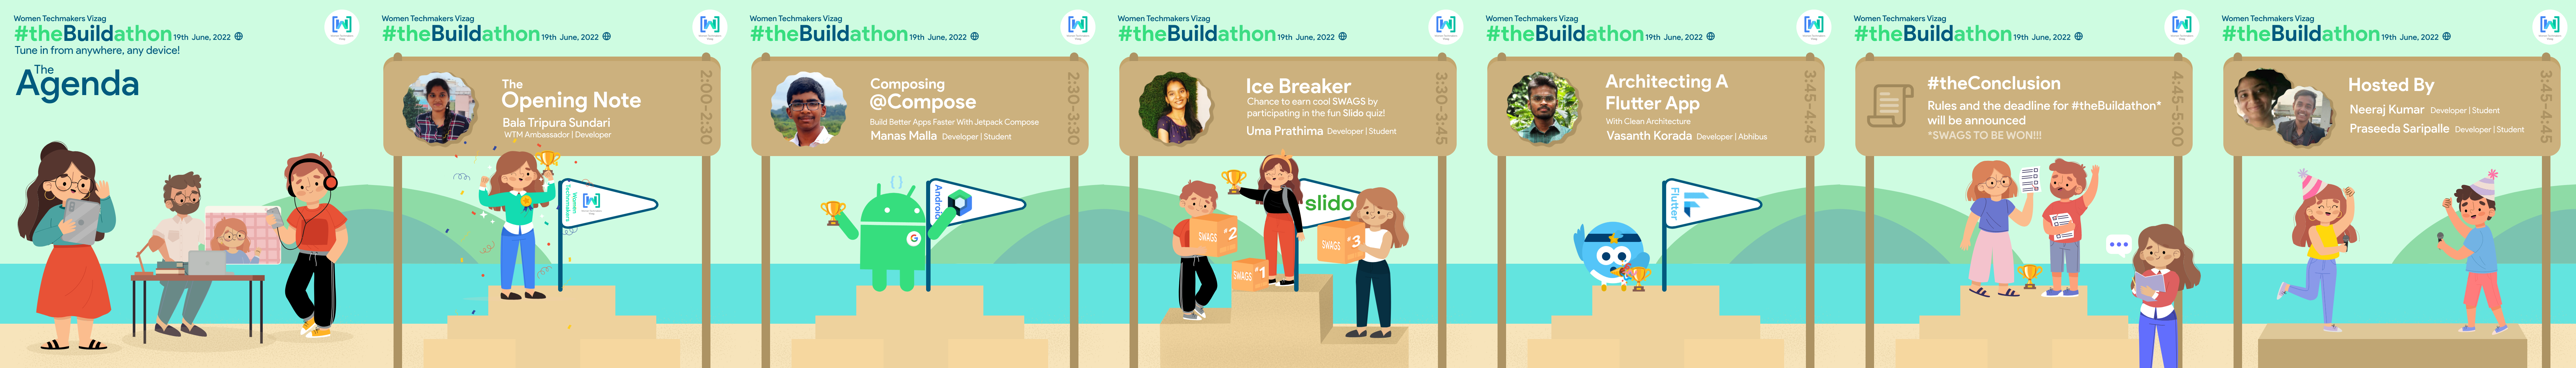 Women Techmakers Vizag
#theBuildathon 19th June, 2022
Tune in from anywhere, any device!
The
Agenda
Women Techmakers Vizag
#theBuildathon 19th June, 2022
The
Opening Note
Bala Tripura Sundari
WTM Ambassador | Developer
2:00-2:30
Women Techmakers
Women Techmakers Vizag
#theBuildathon 19th June, 2022
Composing
@Compose
Build Better Apps Faster With Jetpack Compose
Manas Malla Developer | Student
2:30-3:30
{ }
Android
G
Women Techmakers Vizag
#theBuildathon 19th June, 2022
Ice Breaker
Chance to earn cool SWAGS by
participating in the fun Slido quiz!
Uma Prathima Developer | Student
3:30-3:45
slido
SWAGS #2
SWAGS #1
SWAGS #3
Women Techmakers Vizag
#theBuildathon 19th June, 2022
Architecting A
Flutter App
With Clean Architecture
Vasanth Korada Developer | Abhibus
3:45-4:45
Flutter
Women Techmakers Vizag
#theBuildathon 19th June, 2022
#theConclusion
Rules and the deadline for #theBuildathon*
will be announced
*SWAGS TO BE WON!!!
4:45-5:00
Women Techmakers Vizag
#theBuildathon 19th June, 2022
Hosted By
Neeraj Kumar Developer | Student
Praseeda Saripalle Developer | Student
3:45-4:45